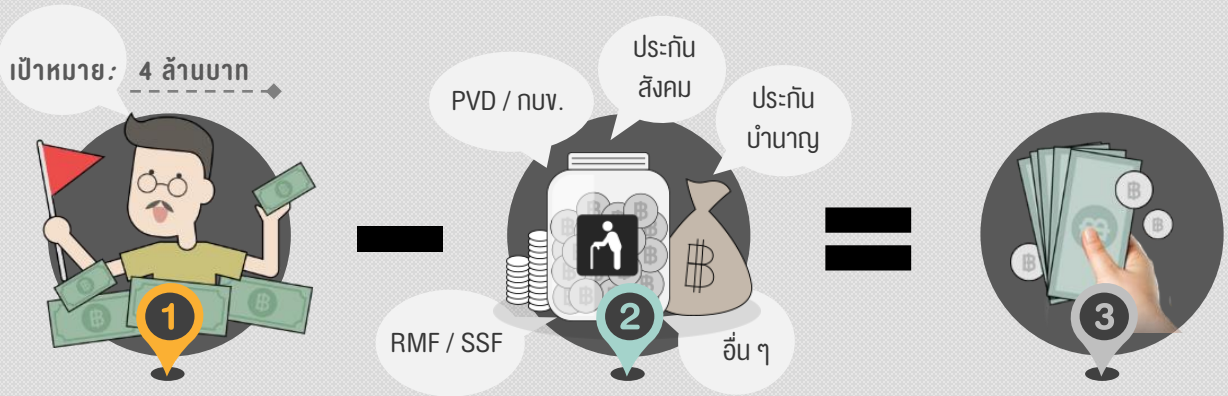 เป้าหมาย: 4 ล้านบาท
PVD / กบข.
ประกัน
สังคม
ประกัน
บำนาญ
RMF / SSF
อื่น ๆ
1
2
3